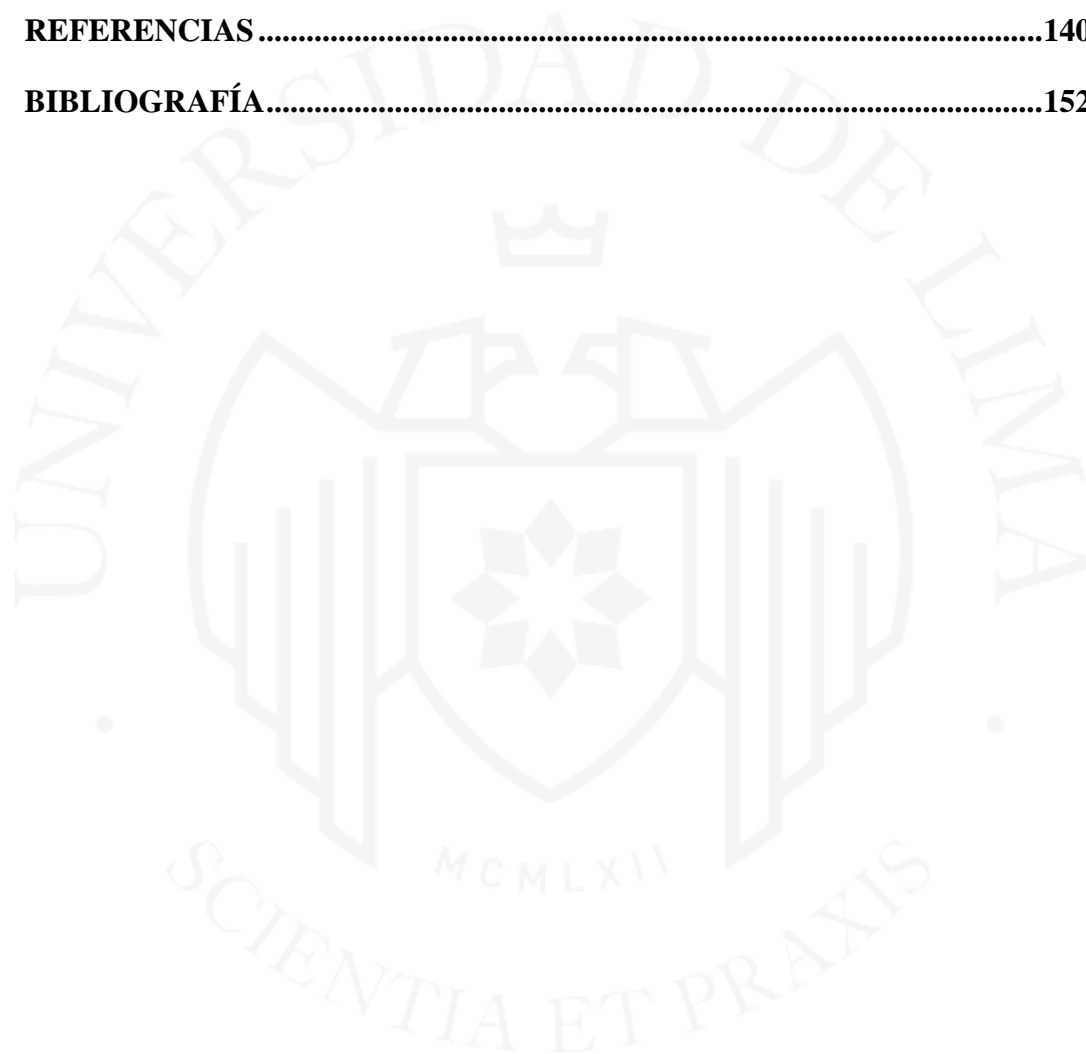 REFERENCIAS....................................................................................................140
BIBLIOGRAFÍA...................................................................................................152
UNIVERSIDAD DE LIMA
MCMLXII
SCIENTIA ET PRAXIS